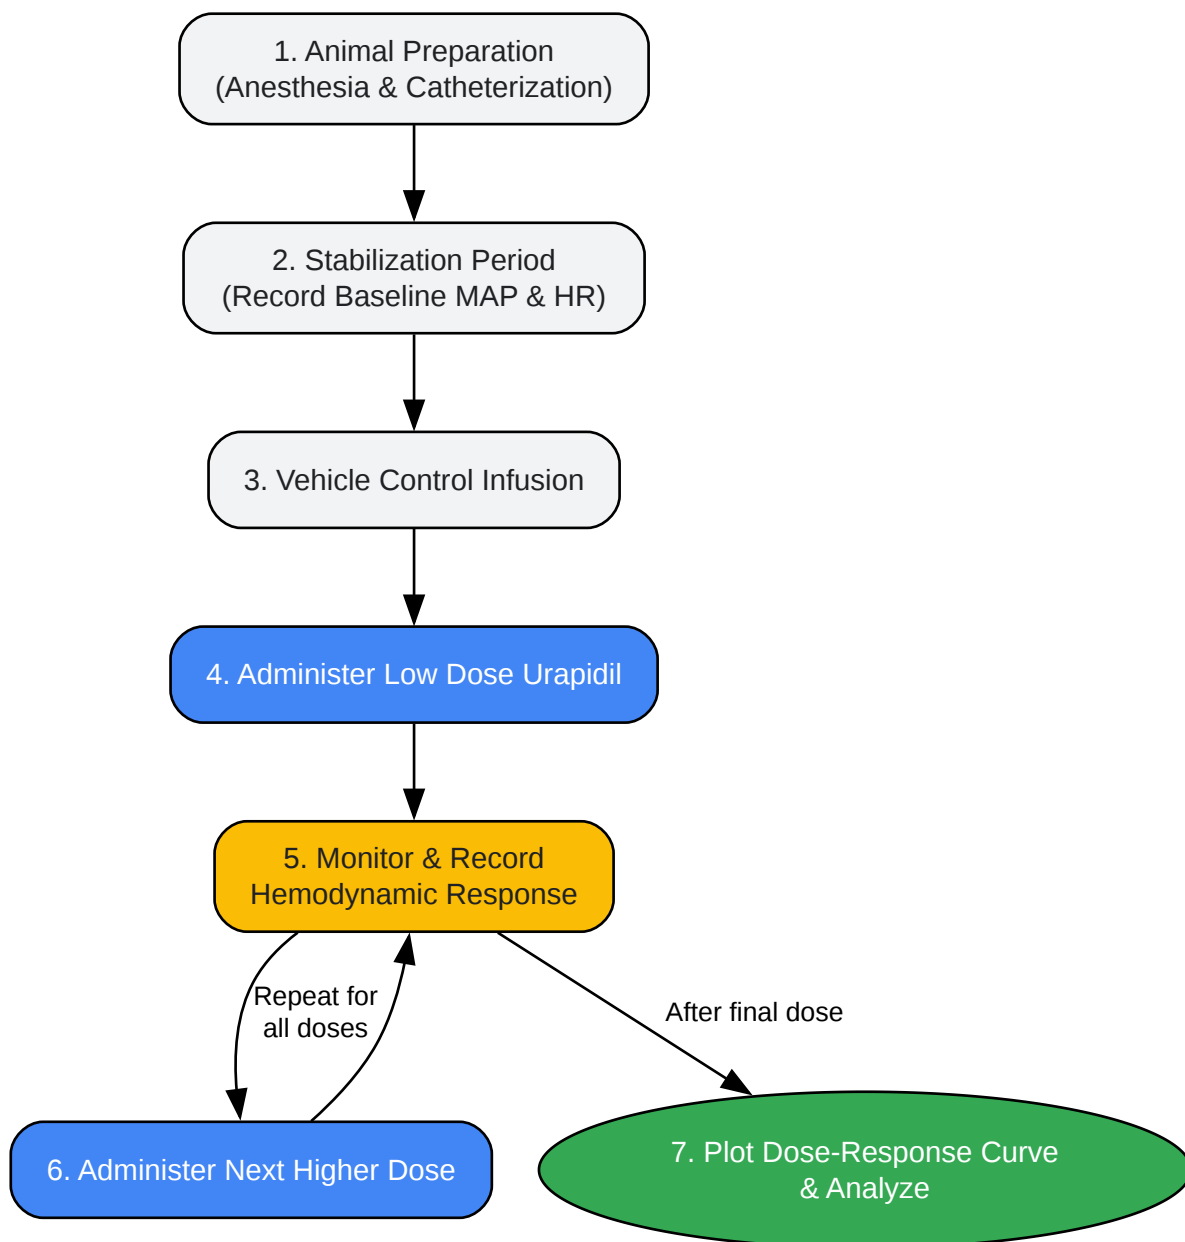 1. Animal Preparation
(Anesthesia & Catheterization)
2. Stabilization Period
(Record Baseline MAP & HR)
3. Vehicle Control Infusion
4. Administer Low Dose Urapidil
5. Monitor & Record
Hemodynamic Response
Repeat for
all doses
After final dose
6. Administer Next Higher Dose
7. Plot Dose-Response Curve
& Analyze